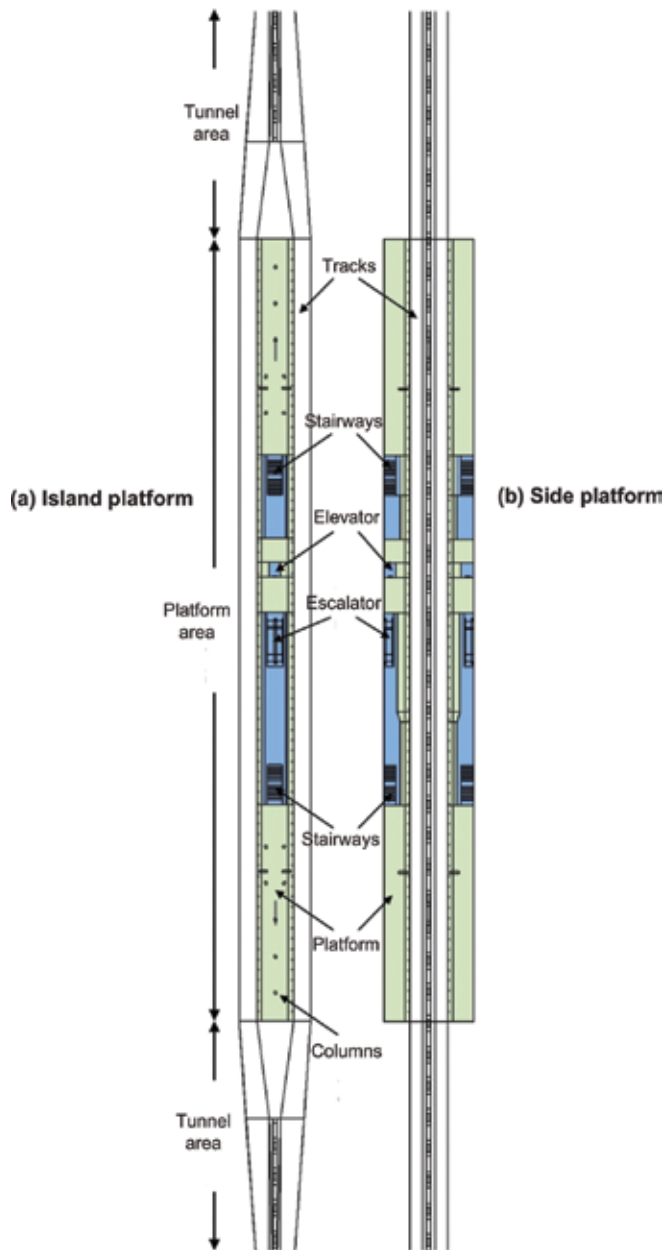 Tunnel
area
Tracks
Stairways
(a) Island platform
(b) Side platform
Elevator
Escalator
Platform
area
Stairways
Platform
Columns
Tunnel
area